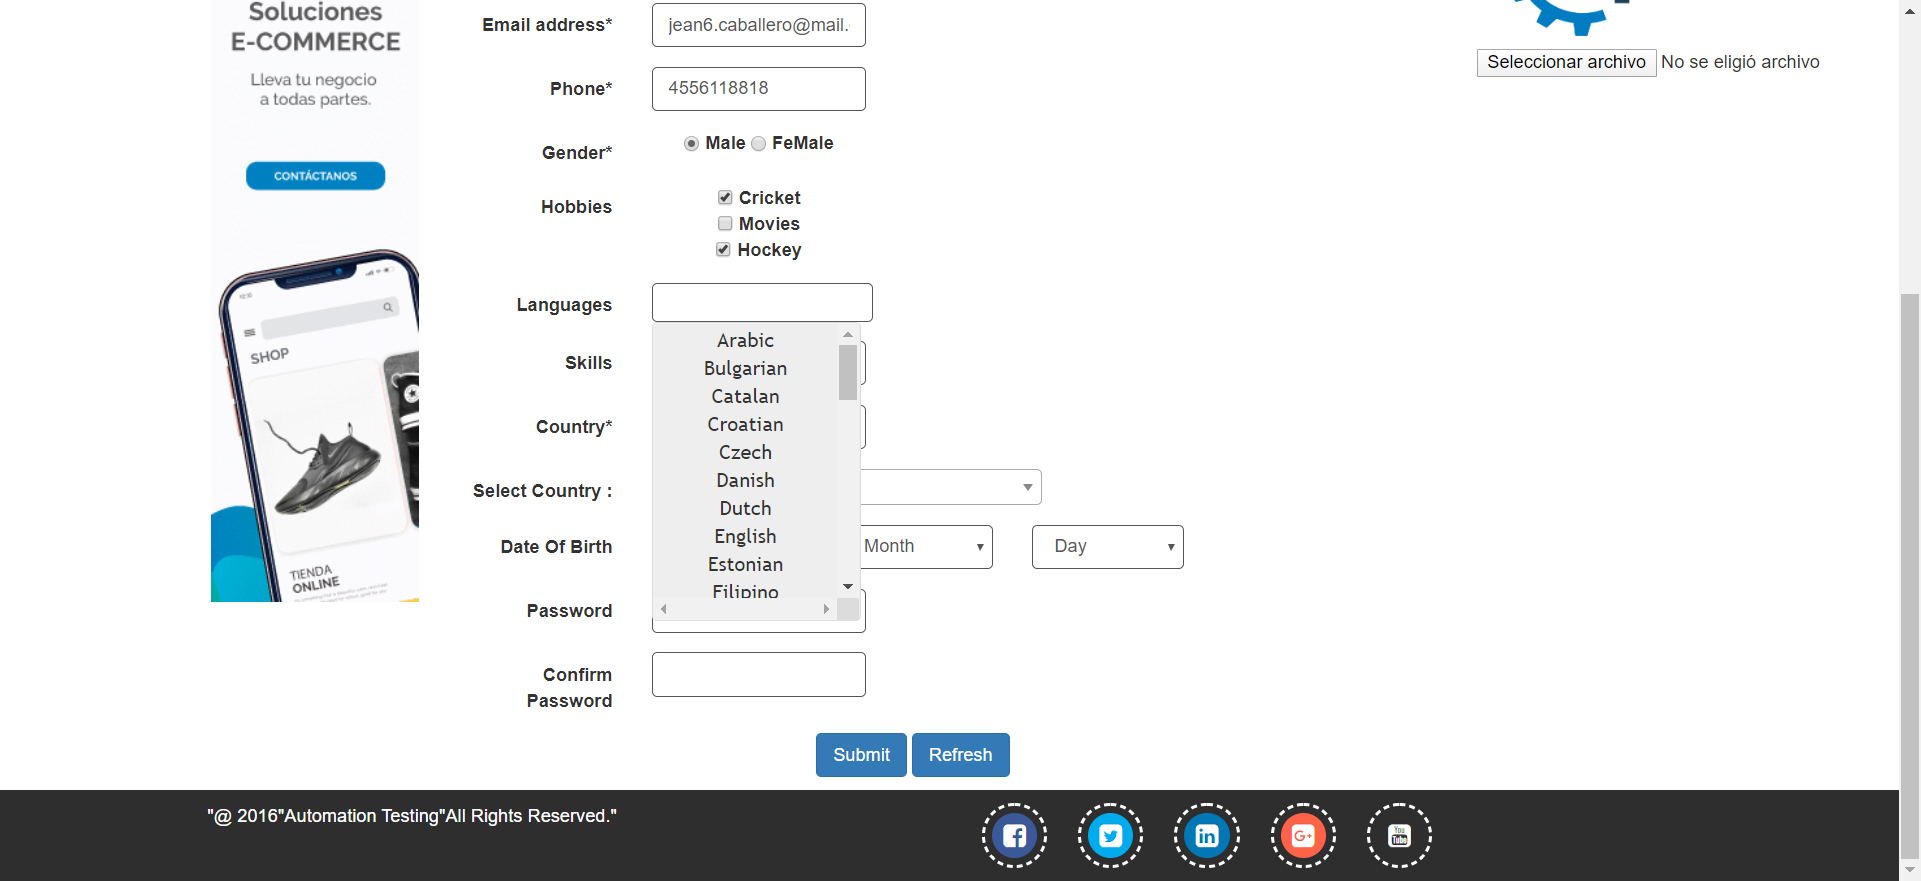 Soluciones
E-COMMERCE
Lleva tu negocio
a todas partes.
CONTÁCTANOS
SHOP
TIENDA
ONLINE
Email address*
jean6.caballero@mail.
Phone*
4556118818
Gender*
Male FeMale
Hobbies
Cricket
Movies
Hockey
Languages
Arabic
Bulgarian
Catalan
Croatian
Czech
Danish
Dutch
English
Estonian
Filipino
Skills
Country*
Select Country :
Date Of Birth
Month
Day
Password
Confirm
Password
Submit Refresh
Seleccionar archivo No se eligió archivo
"@ 2016"Automation Testing"All Rights Reserved."
in
G+
You
Tube